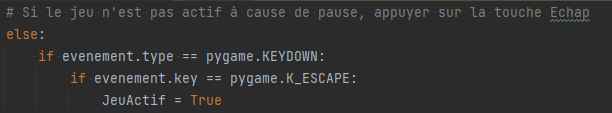 # Si le jeu n'est pas actif à cause de pause, appuyer sur la touche Echap
else:
if evenement.type == pygame.KEYDOWN:
if evenement.key == pygame.K_ESCAPE:
JeuActif = True